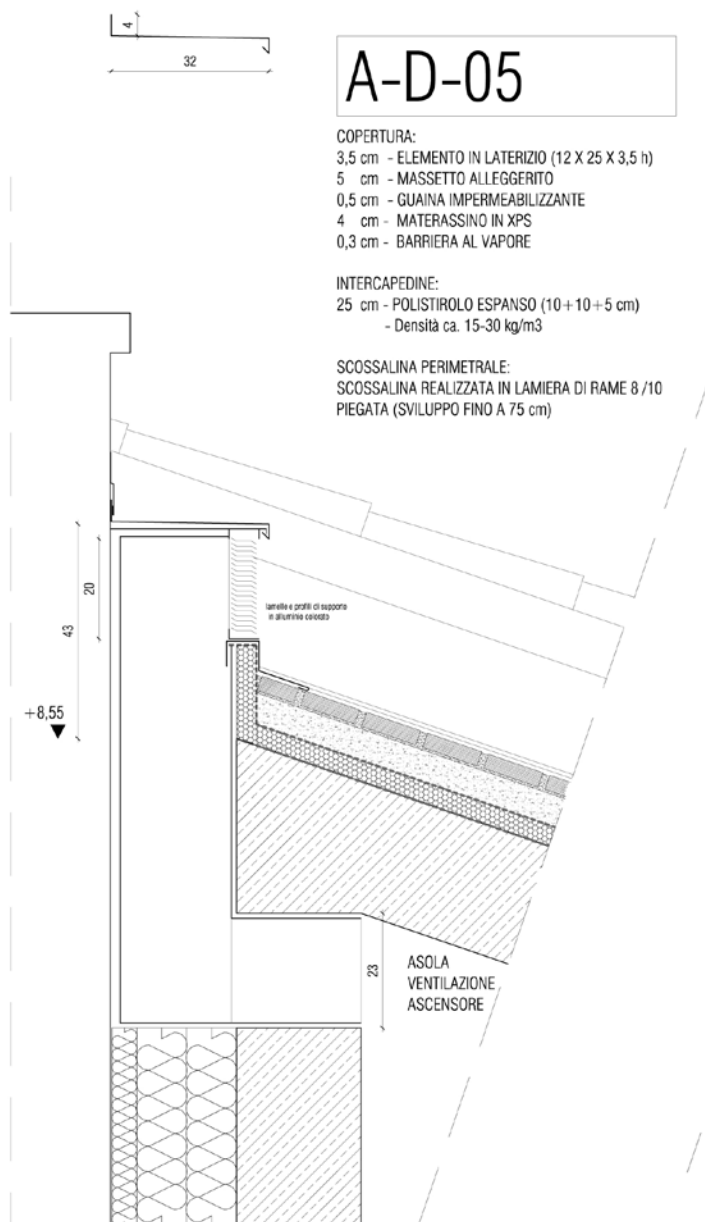 4
32
A-D-05
COPERTURA:
3,5 cm - ELEMENTO IN LATERIZIO (12 X 25 X 3,5 h)
5 cm - MASSETTO ALLEGGERITO
0,5 cm - GUAINA IMPERMEABILIZZANTE
4 cm - MATERASSINO IN XPS
0,3 cm - BARRIERA AL VAPORE
INTERCAPEDINE:
25 cm - POLISTIROLO ESPANSO (10+10+5 cm)
- Densità ca. 15-30 kg/m3
SCOSSALINA PERIMETRALE:
SCOSSALINA REALIZZATA IN LAMIERA DI RAME 8 /10
PIEGATA (SVILUPPO FINO A 75 cm)
20
43
lamelle e profili di supporto
in alluminio colorato
+8,55
23
ASOLA
VENTILAZIONE
ASCENSORE